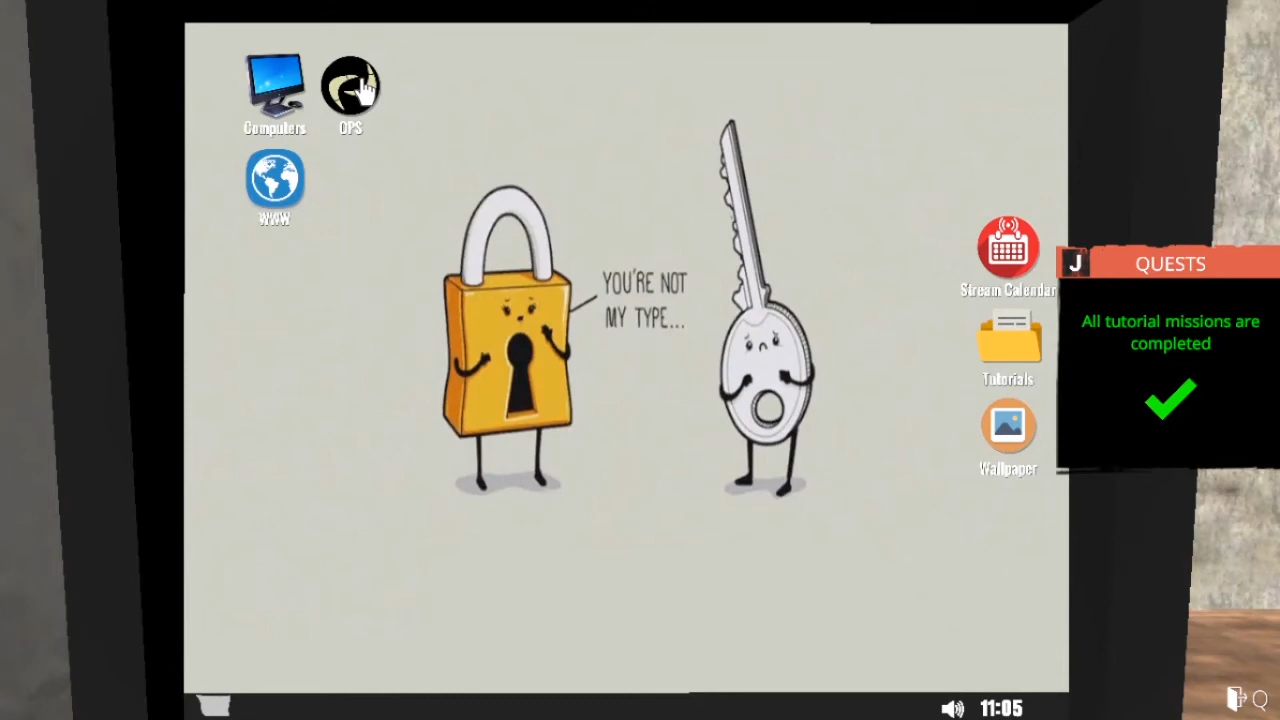 Computers
OPS
WWW
YOU'RE NOT
MY TYPE...
Stream Calendar
Tutorials
Wallpaper
J
QUESTS
All tutorial missions are
completed
11:05
Q